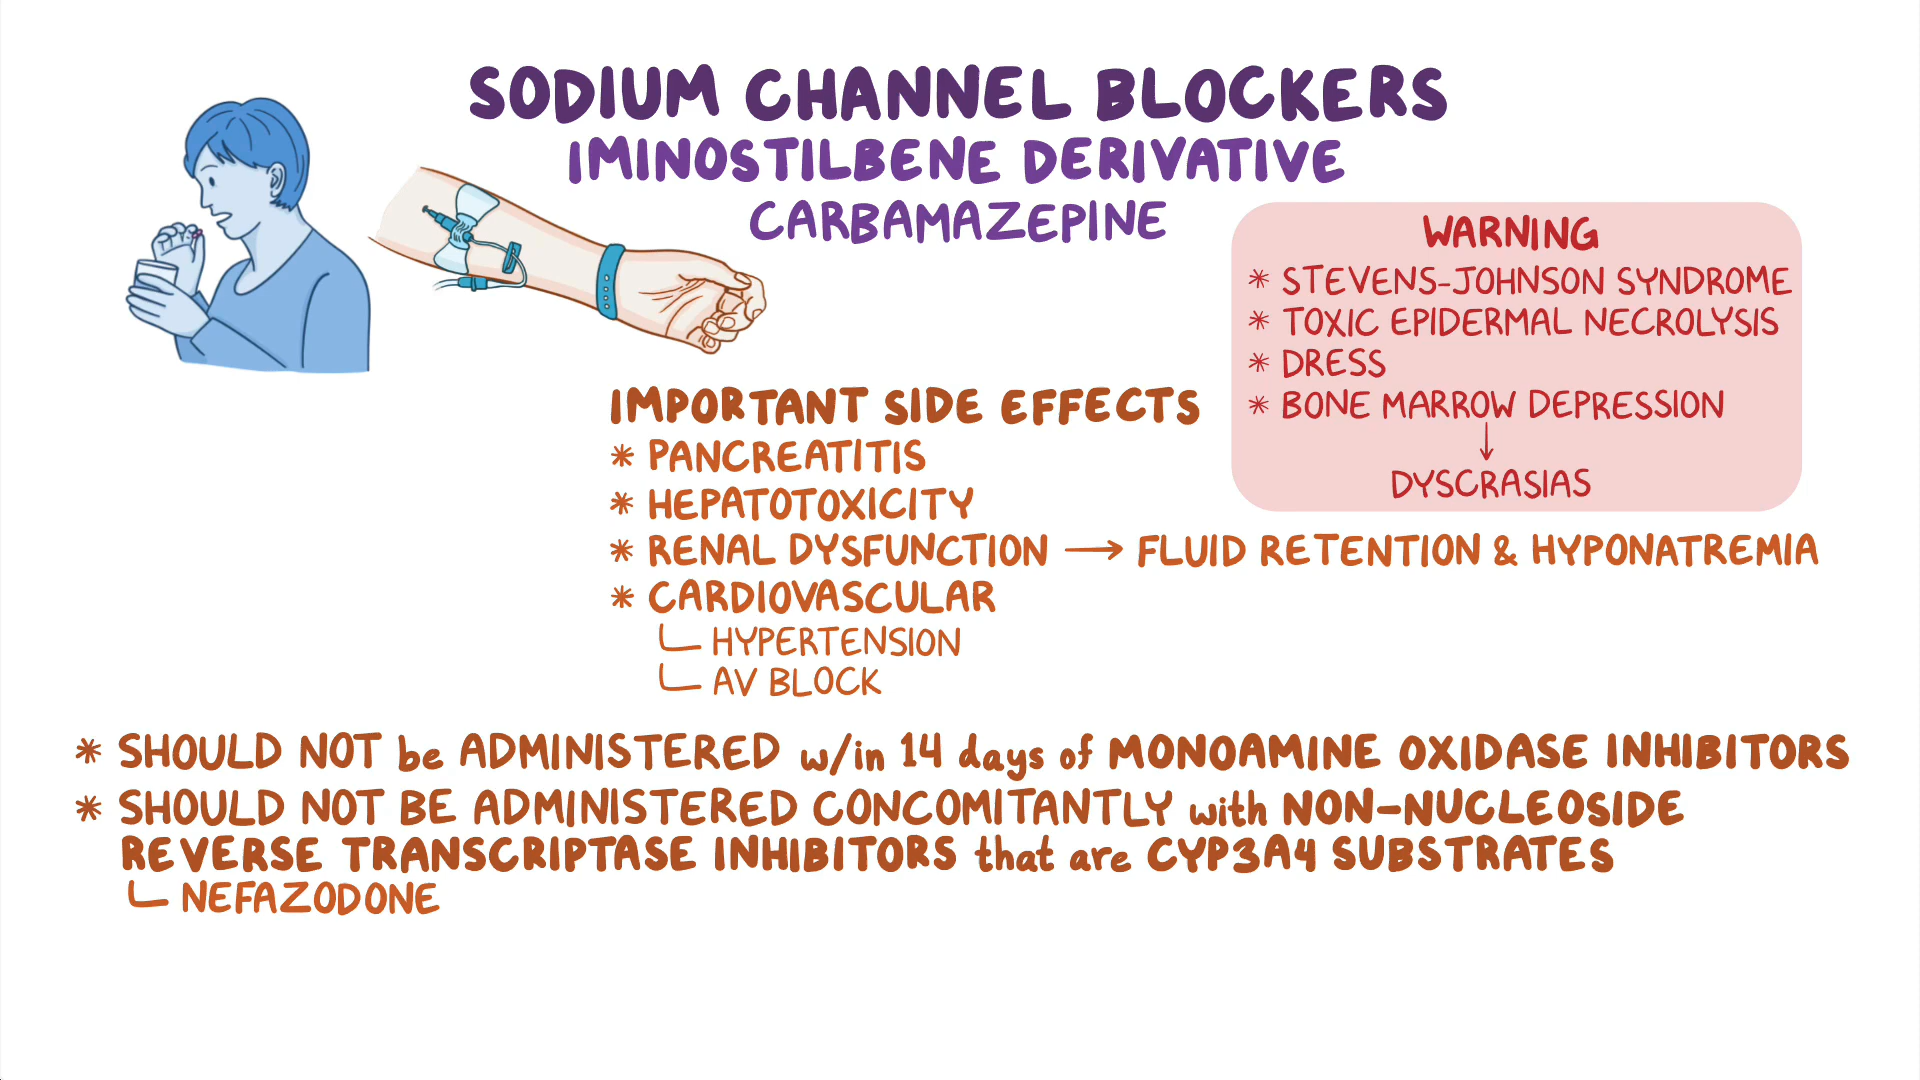 SODIUM CHANNEL BLOCKERS
IMINOSTILBENE DERIVATIVE
CARBAMAZEPINE
WARNING
* STEVENS-JOHNSON SYNDROME
* TOXIC EPIDERMAL NECROLYSIS
* DRESS
* BONE MARROW DEPRESSION
↓
DYSCRASIAS
IMPORTANT SIDE EFFECTS
* PANCREATITIS
* HEPATOTOXICITY
* RENAL DYSFUNCTION → FLUID RETENTION & HYPONATREMIA
* CARDIOVASCULAR
HYPERTENSION
AV BLOCK
* SHOULD NOT be ADMINISTERED w/in 14 days of MONOAMINE OXIDASE INHIBITORS
* SHOULD NOT BE ADMINISTERED CONCOMITANTLY with NON-NUCLEOSIDE
REVERSE TRANSCRIPTASE INHIBITORS that are CYP3A4 SUBSTRATES
NEFAZODONE